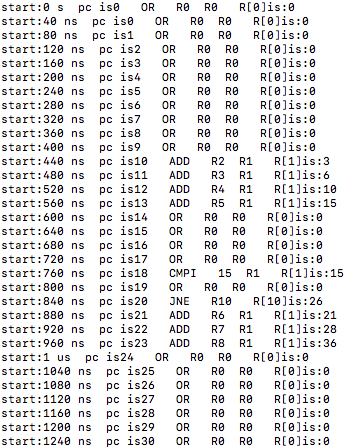 start:0 s pc is0 OR R0 R0 R[0]is:0
start:40 ns pc is0 OR R0 R0 R[0]is:0
start:80 ns pc is1 OR R0 R0 R[0]is:0
start:120 ns pc is2 OR R0 R0 R[0]is:0
start:160 ns pc is3 OR R0 R0 R[0]is:0
start:200 ns pc is4 OR R0 R0 R[0]is:0
start:240 ns pc is5 OR R0 R0 R[0]is:0
start:280 ns pc is6 OR R0 R0 R[0]is:0
start:320 ns pc is7 OR R0 R0 R[0]is:0
start:360 ns pc is8 OR R0 R0 R[0]is:0
start:400 ns pc is9 OR R0 R0 R[0]is:0
start:440 ns pc is10 ADD R2 R1 R[1]is:3
start:480 ns pc is11 ADD R3 R1 R[1]is:6
start:520 ns pc is12 ADD R4 R1 R[1]is:10
start:560 ns pc is13 ADD R5 R1 R[1]is:15
start:600 ns pc is14 OR R0 R0 R[0]is:0
start:640 ns pc is15 OR R0 R0 R[0]is:0
start:680 ns pc is16 OR R0 R0 R[0]is:0
start:720 ns pc is17 OR R0 R0 R[0]is:0
start:760 ns pc is18 CMPI 15 R1 R[1]is:15
start:800 ns pc is19 OR R0 R0 R[0]is:0
start:840 ns pc is20 JNE R10 R[10]is:26
start:880 ns pc is21 ADD R6 R1 R[1]is:21
start:920 ns pc is22 ADD R7 R1 R[1]is:28
start:960 ns pc is23 ADD R8 R1 R[1]is:36
start:1 us pc is24 OR R0 R0 R[0]is:0
start:1040 ns pc is25 OR R0 R0 R[0]is:0
start:1080 ns pc is26 OR R0 R0 R[0]is:0
start:1120 ns pc is27 OR R0 R0 R[0]is:0
start:1160 ns pc is28 OR R0 R0 R[0]is:0
start:1200 ns pc is29 OR R0 R0 R[0]is:0
start:1240 ns pc is30 OR R0 R0 R[0]is:0